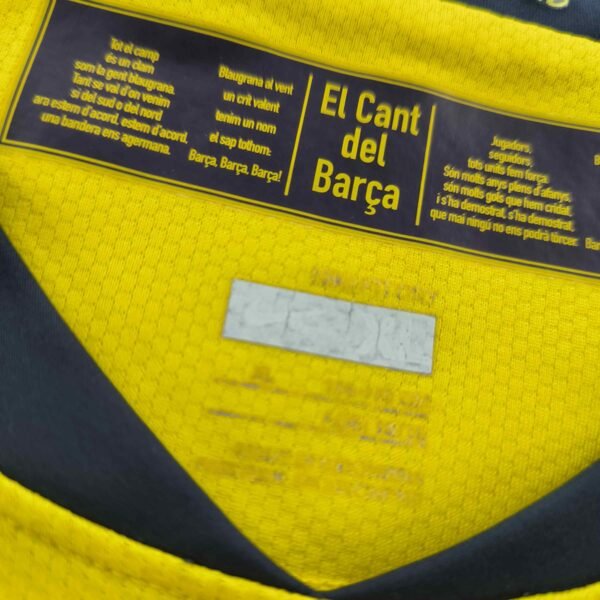 Tot el camp
és un clam
som la gent blaugrana.
Tant se val d'on venim
si del sud o del nord
ara estem d'acord, estem d'acord,
una bandera ens agermana.
Blaugrana al vent
un crit valent
tenim un nom
el sap tothom:
Barça, Barça, Barça!
El Cant
del
Barça
Jugadors,
seguidors,
tots units fem força.
Són molts anys plens d'afanys,
són molts gols que hem cridat,
i s'ha demostrat, s'ha demostrat,
que mai ningú no ens podrà tòrcer.